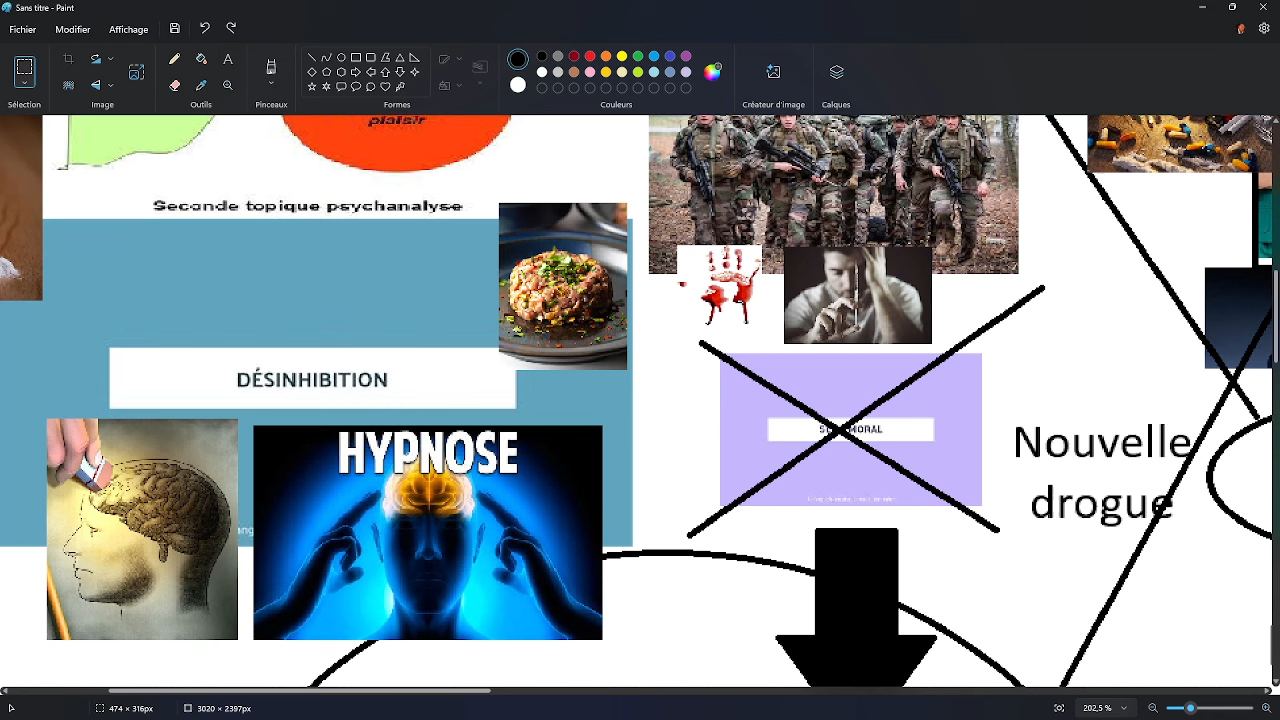 Sans titre - Paint
Fichier
Modifier
Affichage
Sélection
Image
Outils
Pinceaux
Formes
Couleurs
Créateur d'image
Calques
plaisir
Seconde topique psychanalyse
DÉSINHIBITION
HYPNOSE
MORAL
Nouvelle
drogue
474 × 316px
3020 × 2397px
202,5 %